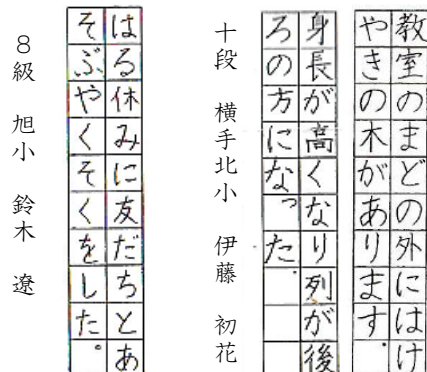 教室のまどの外にはけ
やきの木があります。
身長が高くなり列が後
ろの方になった。
十段 横手北小 伊藤 初花
はる休みに友だちとあ
そぶやくそくをした。
8級 旭小 鈴木 遼